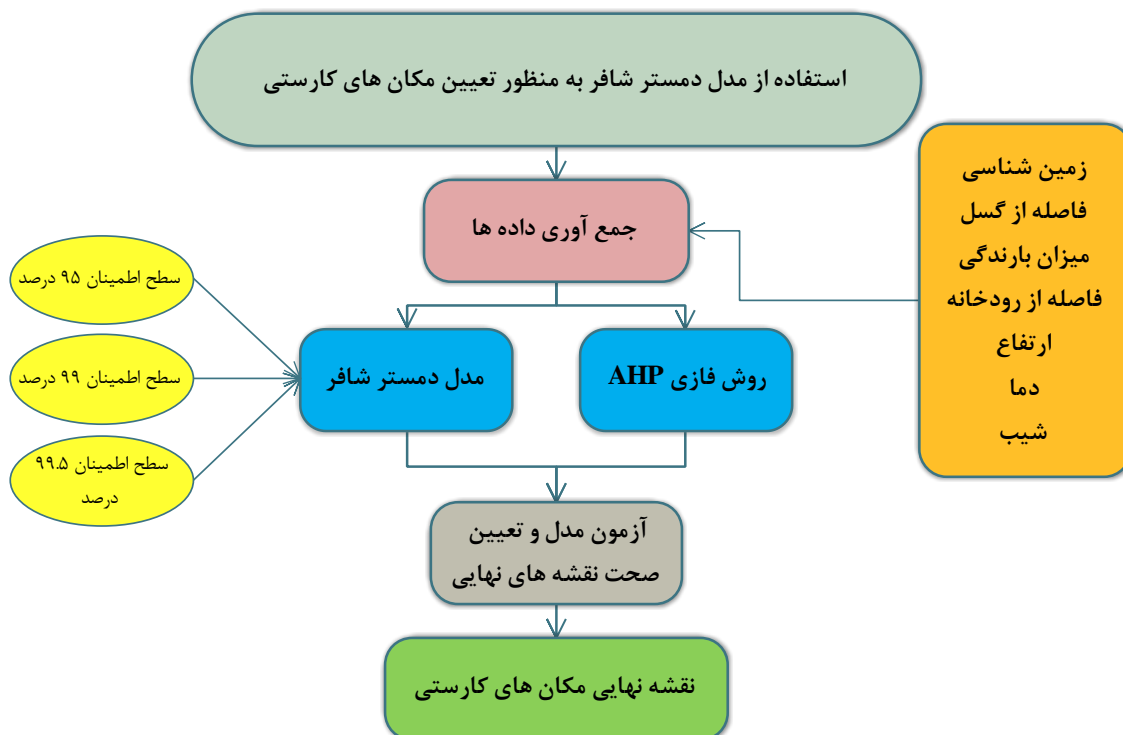 استفاده از مدل دمستر شافر به منظور تعیین مکان های کارستی
زمین شناسی
فاصله از گسل
میزان بارندگی
فاصله از رودخانه
ارتفاع
دما
شیب
جمع آوری داده ها
روش فازی AHP
مدل دمستر شافر
سطح اطمینان ۹۵ درصد
سطح اطمینان ۹۹ درصد
سطح اطمینان ۹۹.۵
درصد
آزمون مدل و تعیین
صحت نقشه های نهایی
نقشه نهایی مکان های کارستی